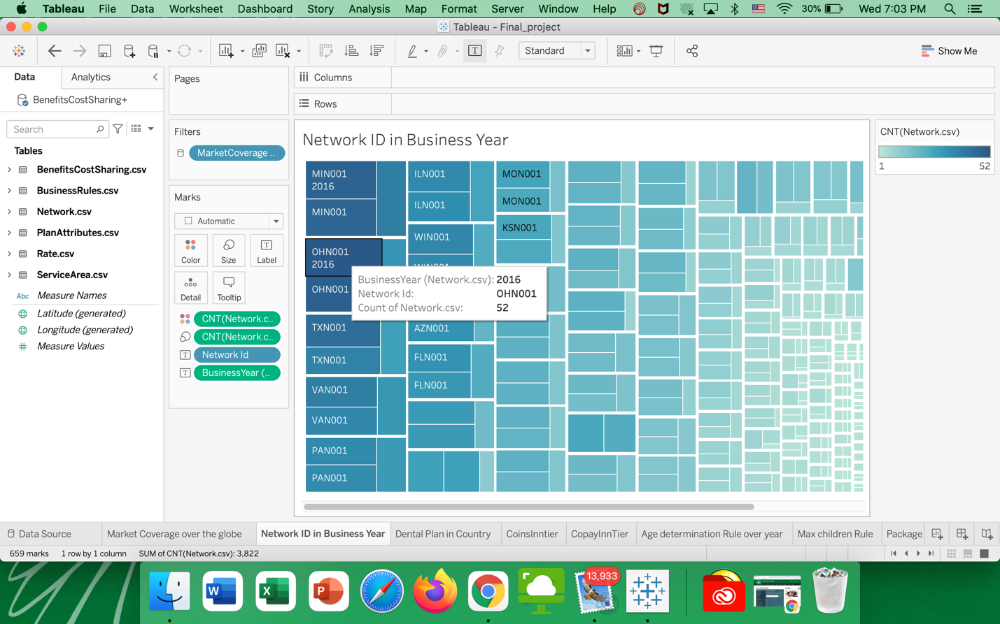 Tableau File Data Worksheet Dashboard Story Analysis Map Format Server Window Help 30% Wed 7:03 PM
Tableau - Final_project
Standard Show Me
Data Analytics
BenefitsCostSharing+
Search
Tables
BenefitsCostSharing.csv
BusinessRules.csv
Network.csv
PlanAttributes.csv
Rate.csv
ServiceArea.csv
Abc Measure Names
Latitude (generated)
Longitude (generated)
Measure Values
Pages
Filters
MarketCoverage ..
Marks
Automatic
Color Size Label
Detail Tooltip
CNT(Network.c..
CNT(Network.c..
Network Id
BusinessYear (..
Columns
Rows
Network ID in Business Year
MIN001
2016
MIN001
OHN001
2016
OHN001
TXN001
TXN001
VAN001
VAN001
PAN001
PAN001
ILN001
ILN001
WIN001
WIN001
AZN001
FLN001
FLN001
MON001
MON001
KSN001
BusinessYear (Network.csv): 2016
Network Id: OHN001
Count of Network.csv: 52
CNT(Network.csv)
1 52
Data Source Market Coverage over the globe Network ID in Business Year Dental Plan in Country CoinsInntier CopayInnTier Age determination Rule over year Max children Rule Package
659 marks 1 row by 1 column SUM of CNT(Network.csv): 3,822
W X P 13,933